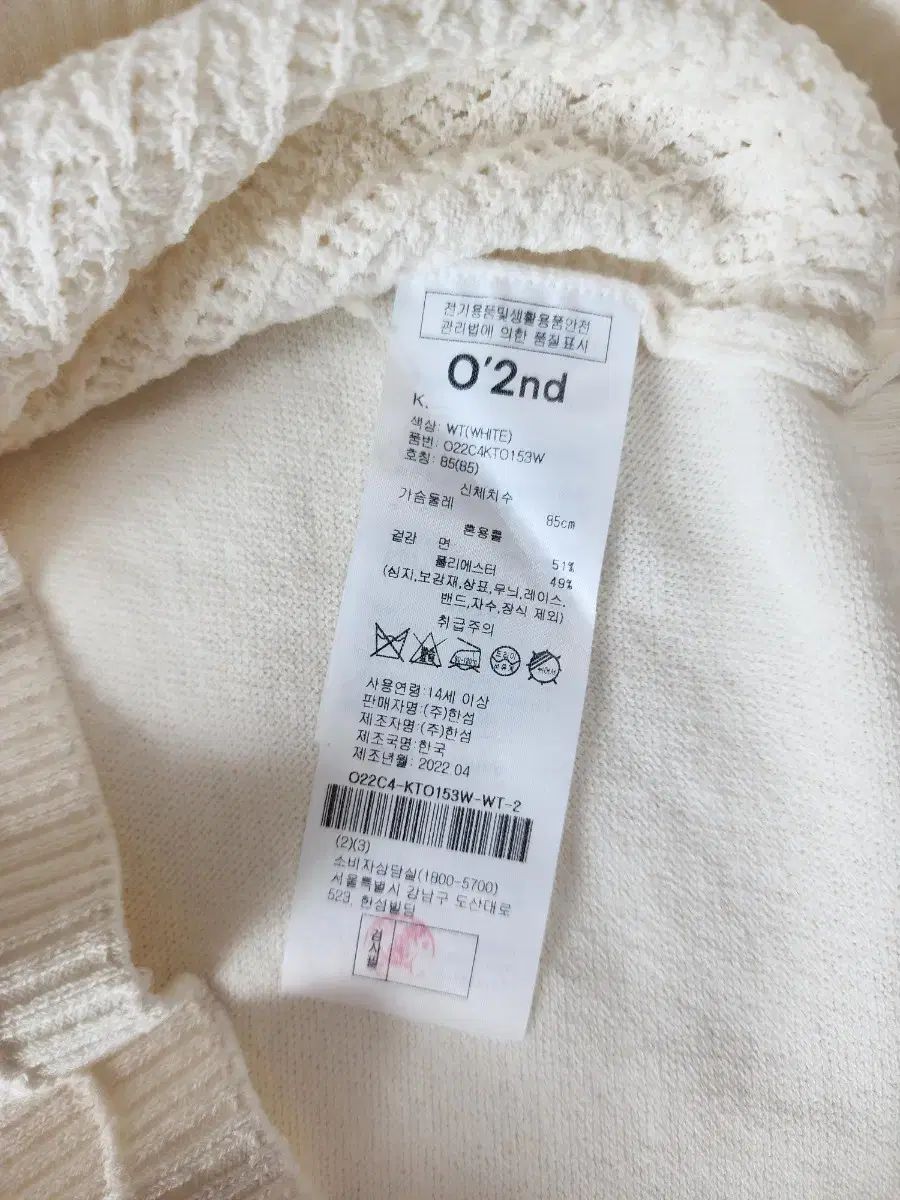 전기용품및생활용품안전
관리법에 의한 품질표시
O'2nd
K.
색상: WT(WHITE)
품번: O22C4KTO153W
호칭: 85(85)
신체치수
가슴둘레 85cm
혼용률
겉감 면 51%
폴리에스터 49%
(심지,보강재,상표,무늬,레이스,
밴드,자수,장식 제외)
취급주의
드라이
사용연령:14세 이상
판매자명:(주)한섬
제조자명:(주)한섬
제조국명:한국
제조년월: 2022.04
O22C4-KTO153W-WT-2
(2)(3)
소비자상담실(1800-5700)
서울특별시 강남구 도산대로
523, 한섬빌딩
검사필